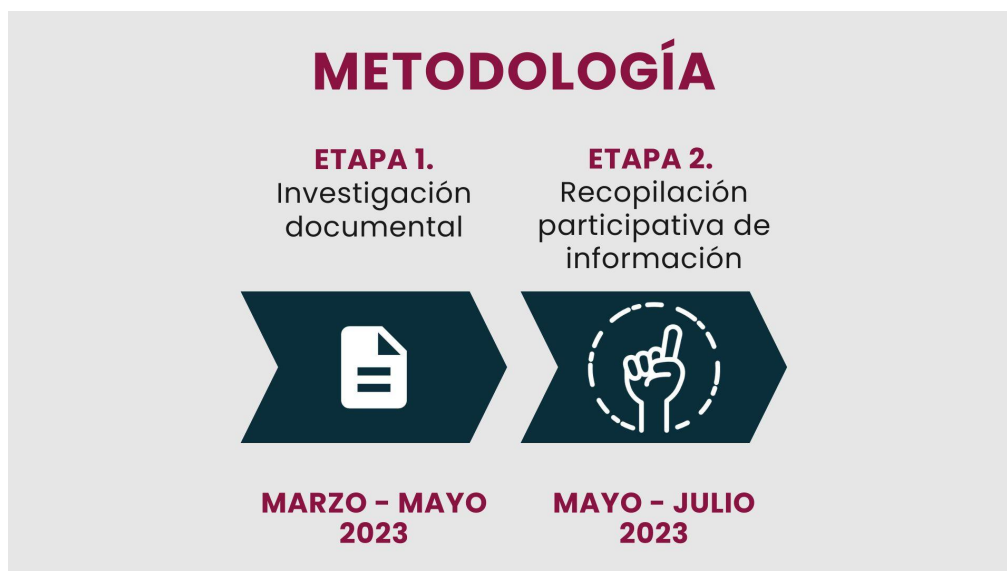 METODOLOGÍA
ETAPA 1.
Investigación
documental
MARZO - MAYO
2023
ETAPA 2.
Recopilación
participativa de
información
MAYO - JULIO
2023